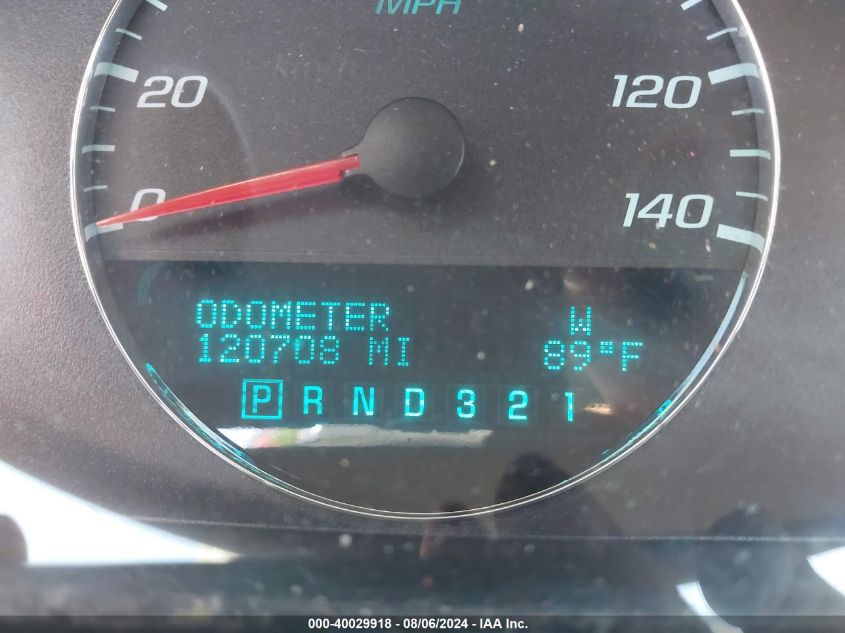 MPH
20 120
0 140
ODOMETER W
120708 MI 89°F
P R N D 3 2 1
000-40029918 - 08/06/2024 - IAA Inc.